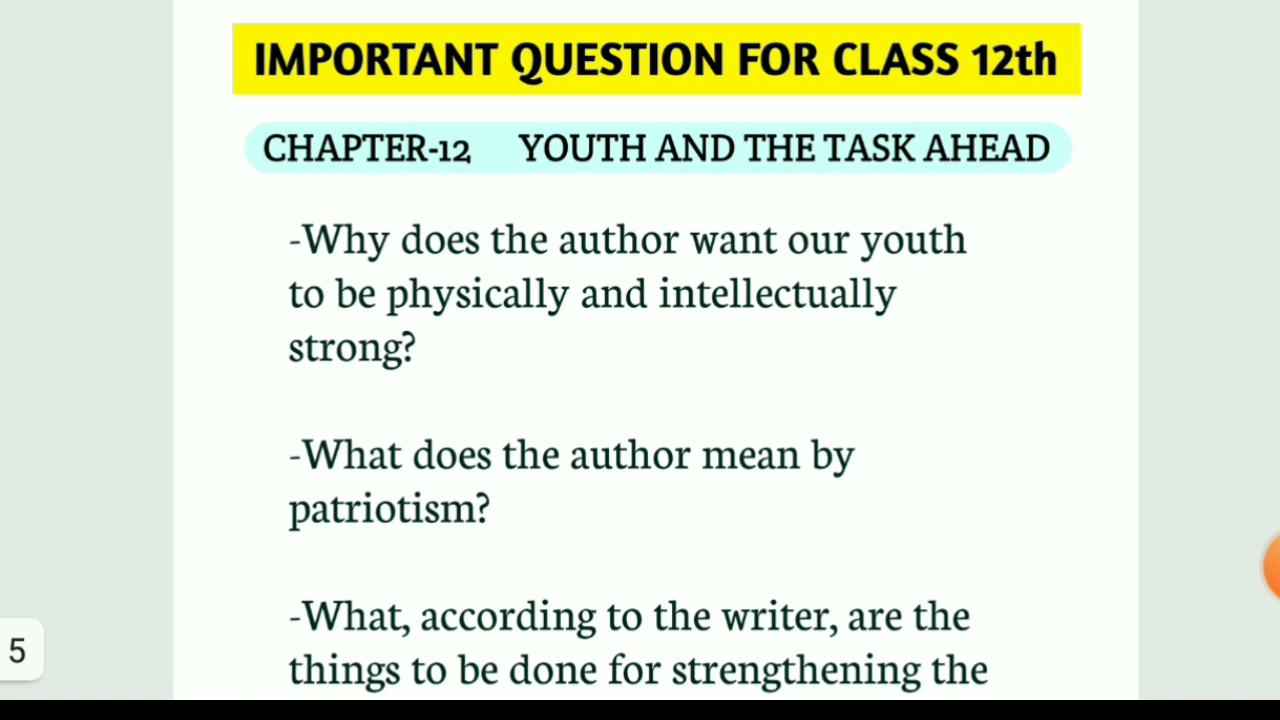 IMPORTANT QUESTION FOR CLASS 12th
CHAPTER-12 YOUTH AND THE TASK AHEAD
-Why does the author want our youth
to be physically and intellectually
strong?
-What does the author mean by
patriotism?
-What, according to the writer, are the
5
things to be done for strengthening the